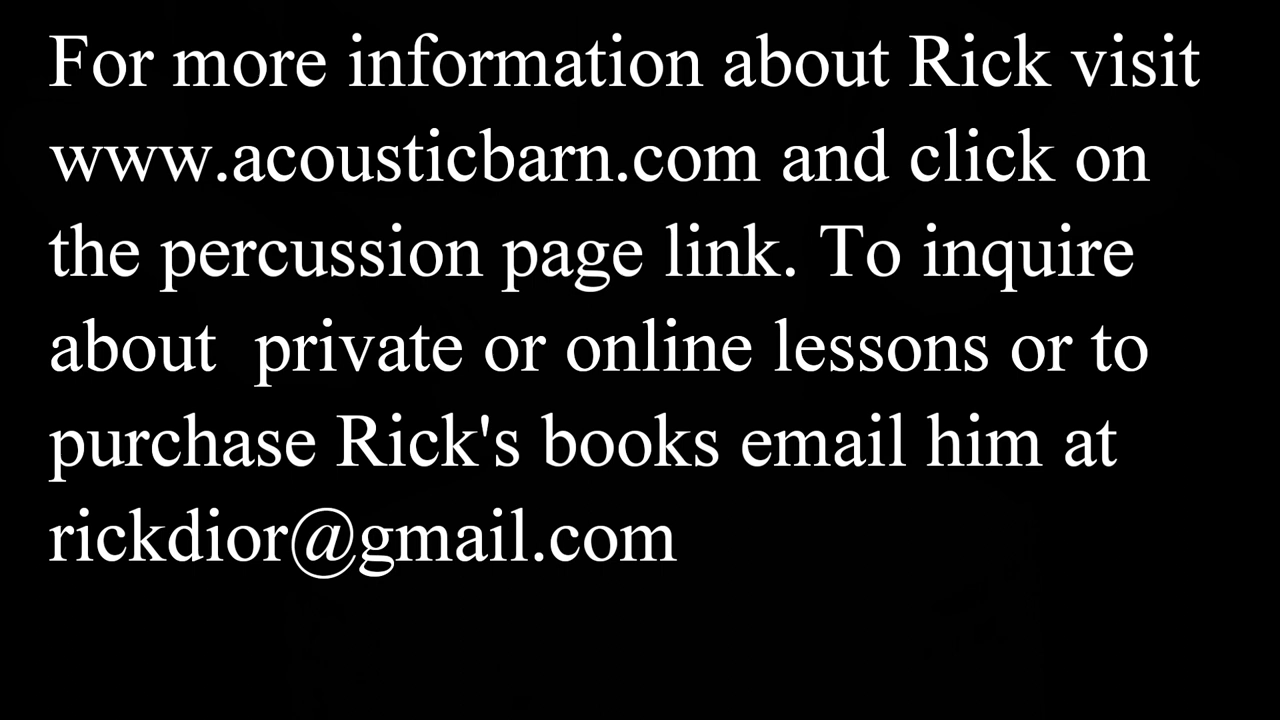 For more information about Rick visit
www.acousticbarn.com and click on
the percussion page link. To inquire
about  private or online lessons or to
purchase Rick's books email him at
rickdior@gmail.com